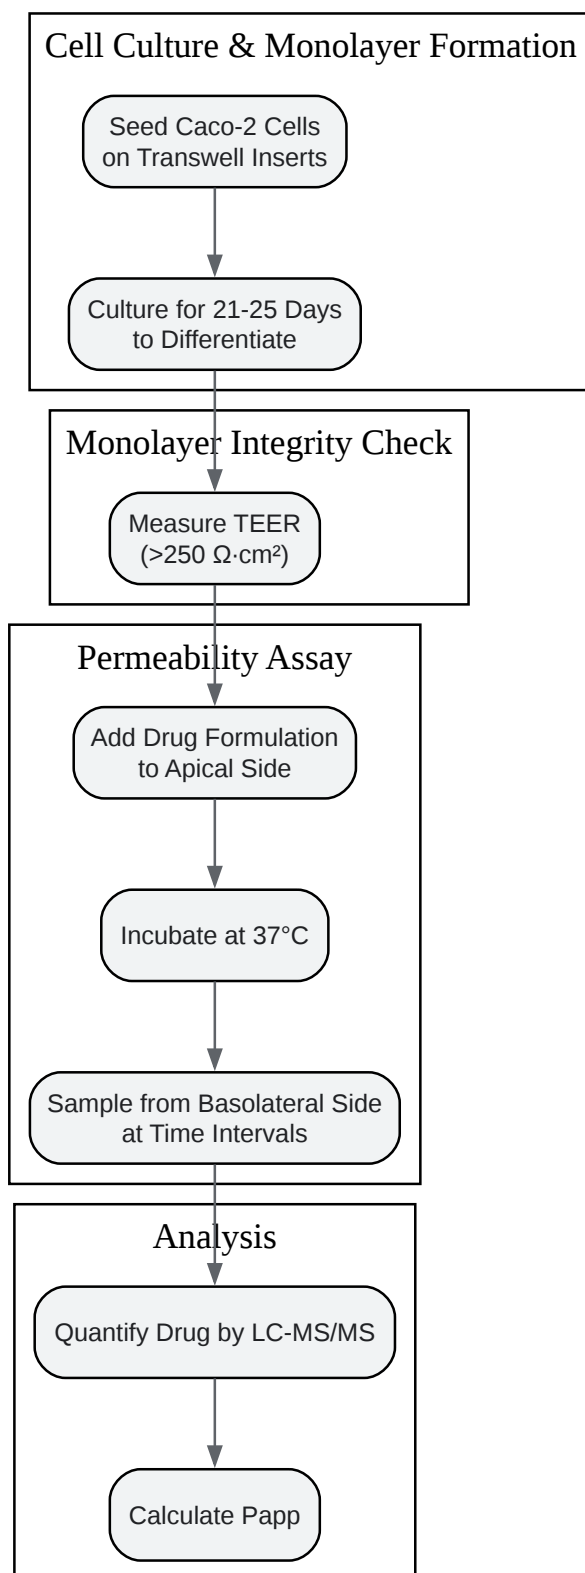 Cell Culture & Monolayer Formation
Seed Caco-2 Cells
on Transwell Inserts
Culture for 21-25 Days
to Differentiate
Monolayer Integrity Check
Measure TEER
(>250 Ω·cm²)
Permeability Assay
Add Drug Formulation
to Apical Side
Incubate at 37°C
Sample from Basolateral Side
at Time Intervals
Analysis
Quantify Drug by LC-MS/MS
Calculate Papp